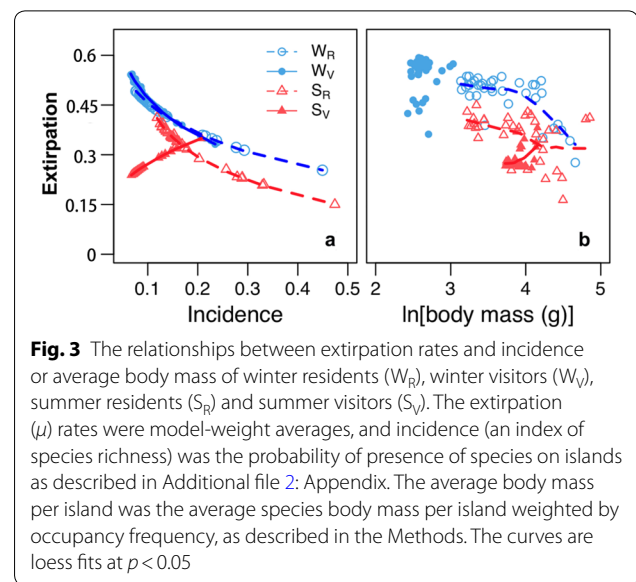 0.6
0.45
0.3
0.15
0
Extirpation
W_R
W_V
S_R
S_V
a
b
0.1 0.2 0.3 0.4 0.5
2 3 4 5
Incidence
ln[body mass (g)]
Fig. 3 The relationships between extirpation rates and incidence
or average body mass of winter residents (W_R), winter visitors (W_V),
summer residents (S_R) and summer visitors (S_V). The extirpation
(μ) rates were model-weight averages, and incidence (an index of
species richness) was the probability of presence of species on islands
as described in Additional file 2: Appendix. The average body mass
per island was the average species body mass per island weighted by
occupancy frequency, as described in the Methods. The curves are
loess fits at p < 0.05